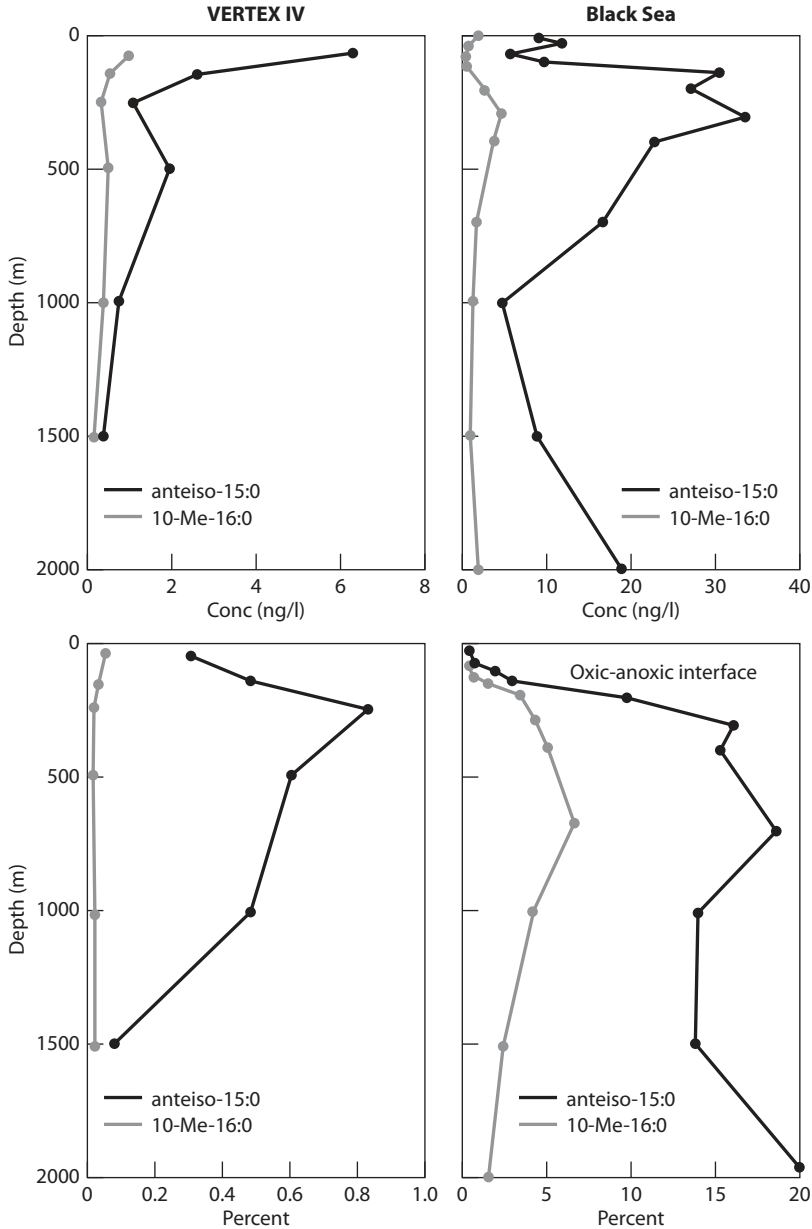 VERTEX IV
Black Sea
0
500
1000
1500
2000
Depth (m)
anteiso-15:0
10-Me-16:0
0 2 4 6 8
Conc (ng/l)
anteiso-15:0
10-Me-16:0
0 10 20 30 40
Conc (ng/l)
0
500
1000
1500
2000
Depth (m)
anteiso-15:0
10-Me-16:0
0 0.2 0.4 0.6 0.8 1.0
Percent
Oxic-anoxic interface
anteiso-15:0
10-Me-16:0
0 5 10 15 20
Percent